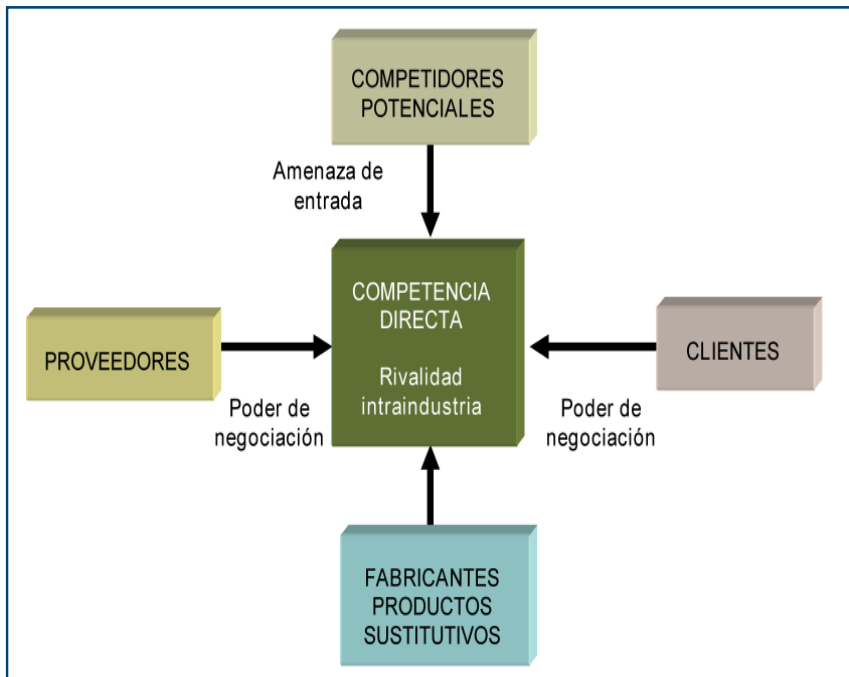 COMPETIDORES
POTENCIALES
Amenaza de
entrada
COMPETENCIA
DIRECTA
Rivalidad
intraindustria
PROVEEDORES
Poder de
negociación
CLIENTES
Poder de
negociación
FABRICANTES
PRODUCTOS
SUSTITUTIVOS